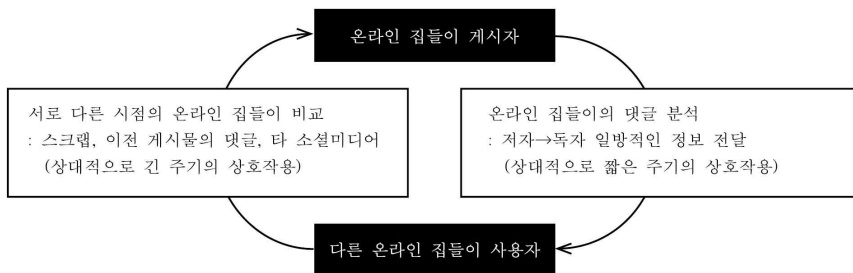 온라인 집들이 게시자
서로 다른 시점의 온라인 집들이 비교
: 스크랩, 이전 게시물의 댓글, 타 소셜미디어
(상대적으로 긴 주기의 상호작용)
온라인 집들이의 댓글 분석
: 저자→독자 일방적인 정보 전달
(상대적으로 짧은 주기의 상호작용)
다른 온라인 집들이 사용자